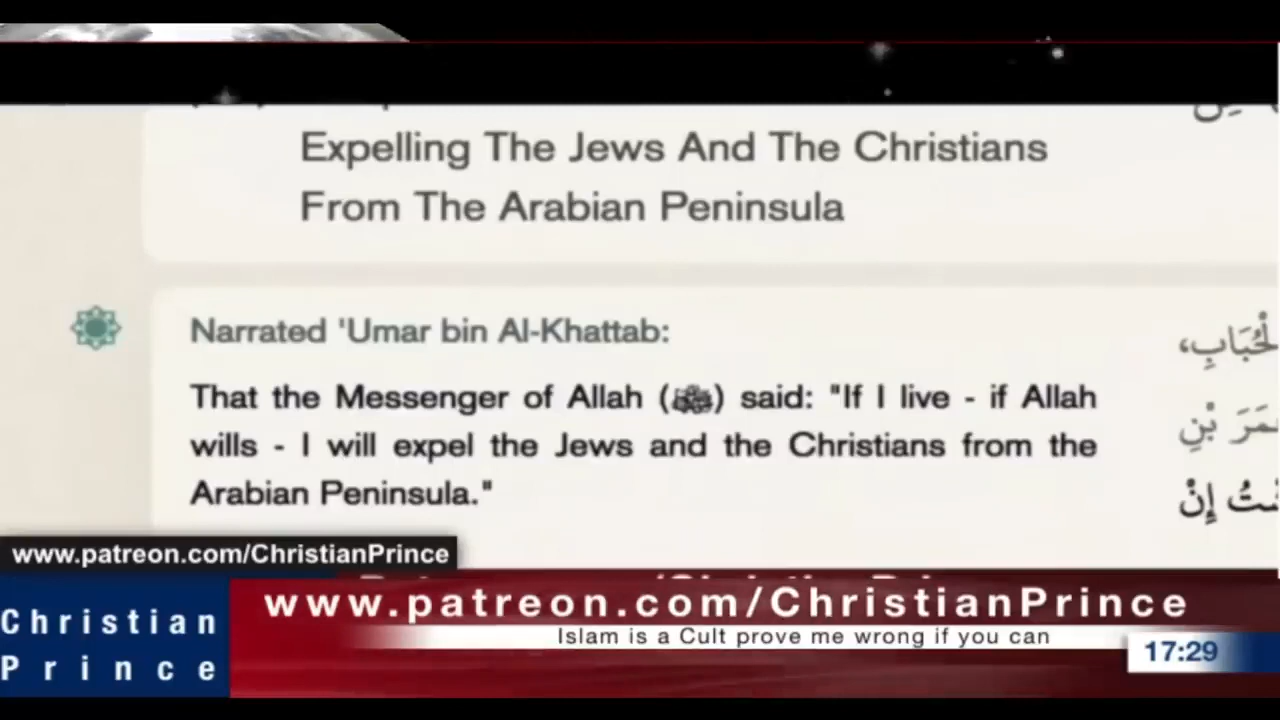 Expelling The Jews And The Christians
From The Arabian Peninsula
Narrated 'Umar bin Al-Khattab:
That the Messenger of Allah (ﷺ) said: "If I live - if Allah
wills - I will expel the Jews and the Christians from the
Arabian Peninsula."
www.patreon.com/ChristianPrince
www.patreon.com/ChristianPrince
Islam is a Cult prove me wrong if you can
Christian
Prince
17:29